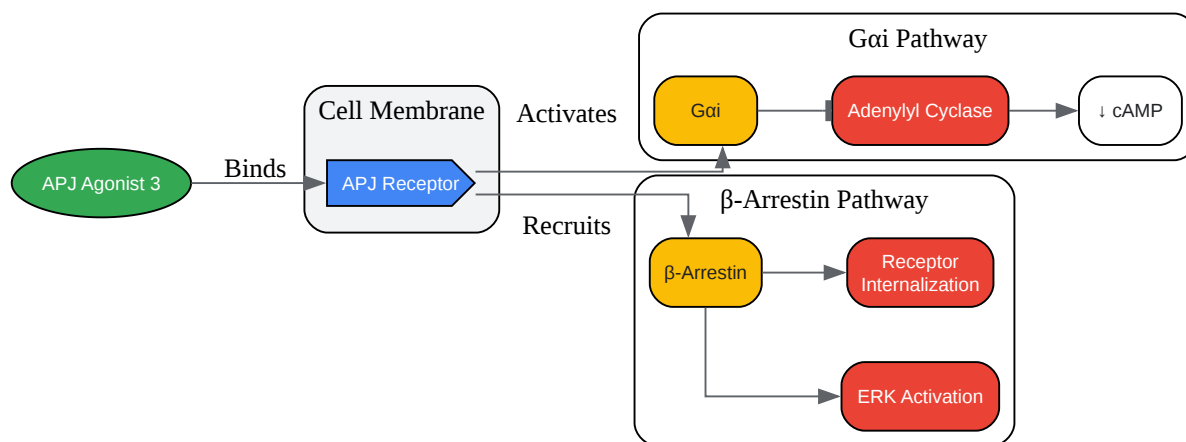 Gαi Pathway
Cell Membrane
Activates
Gαi
Adenylyl Cyclase
↓ cAMP
Binds
APJ Agonist 3
APJ Receptor
Recruits
β-Arrestin Pathway
β-Arrestin
Receptor
Internalization
ERK Activation